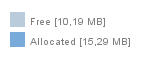 Free [10,19 MB]
Allocated [15,29 MB]